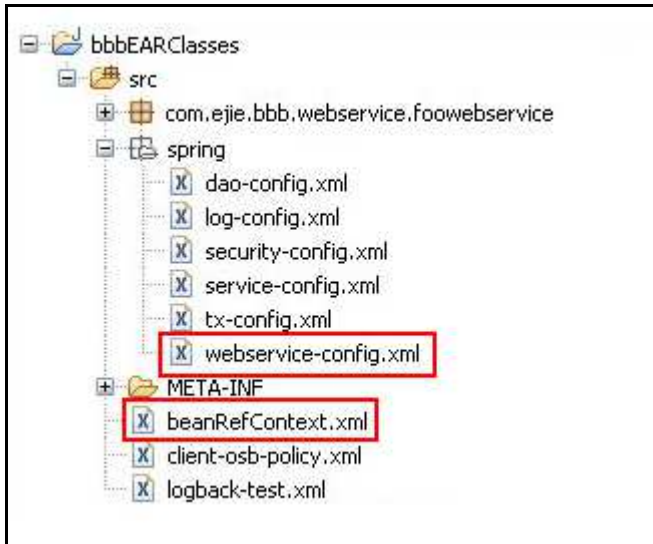 bbbEARClasses
src
com.ejie.bbb.webservice.foowebservice
spring
dao-config.xml
log-config.xml
security-config.xml
service-config.xml
tx-config.xml
webservice-config.xml
META-INF
beanRefContext.xml
client-osb-policy.xml
logback-test.xml